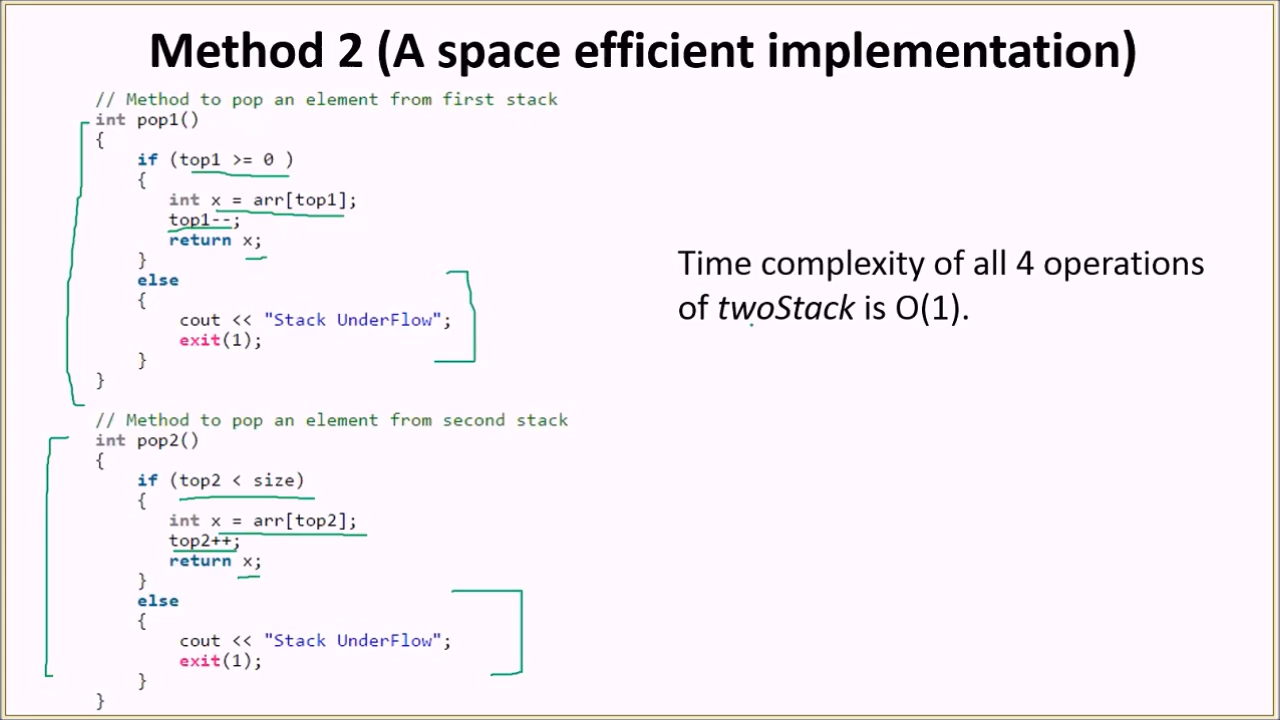 Method 2 (A space efficient implementation)
// Method to pop an element from first stack
int pop1()
{
if (top1 >= 0 )
{
int x = arr[top1];
top1--;
return x;
}
else
{
cout << "Stack UnderFlow";
exit(1);
}
}
// Method to pop an element from second stack
int pop2()
{
if (top2 < size)
{
int x = arr[top2];
top2++;
return x;
}
else
{
cout << "Stack UnderFlow";
exit(1);
}
}
Time complexity of all 4 operations
of twoStack is O(1).